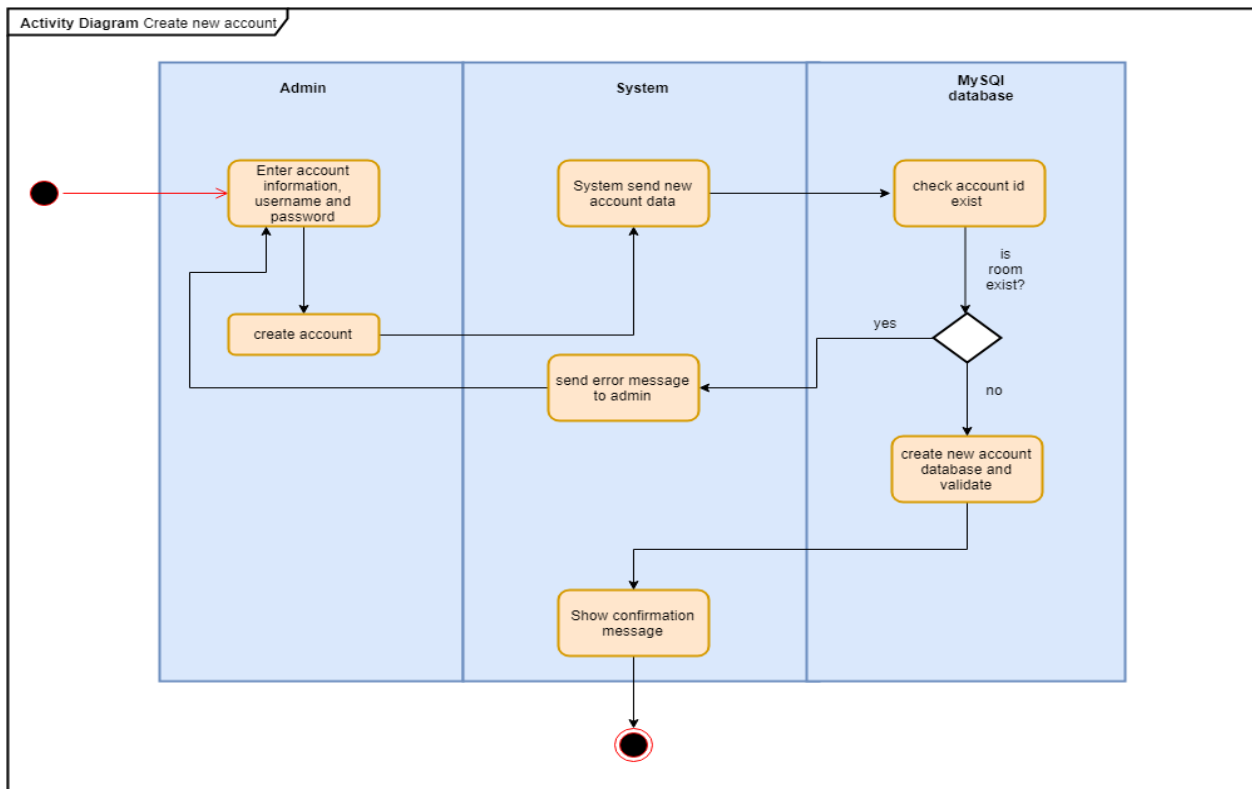 Activity Diagram Create new account
Admin
System
MySQl
database
Enter account
information,
username and
password
System send new
account data
check account id
exist
is
room
exist?
create account
yes
send error message
to admin
no
create new account
database and
validate
Show confirmation
message